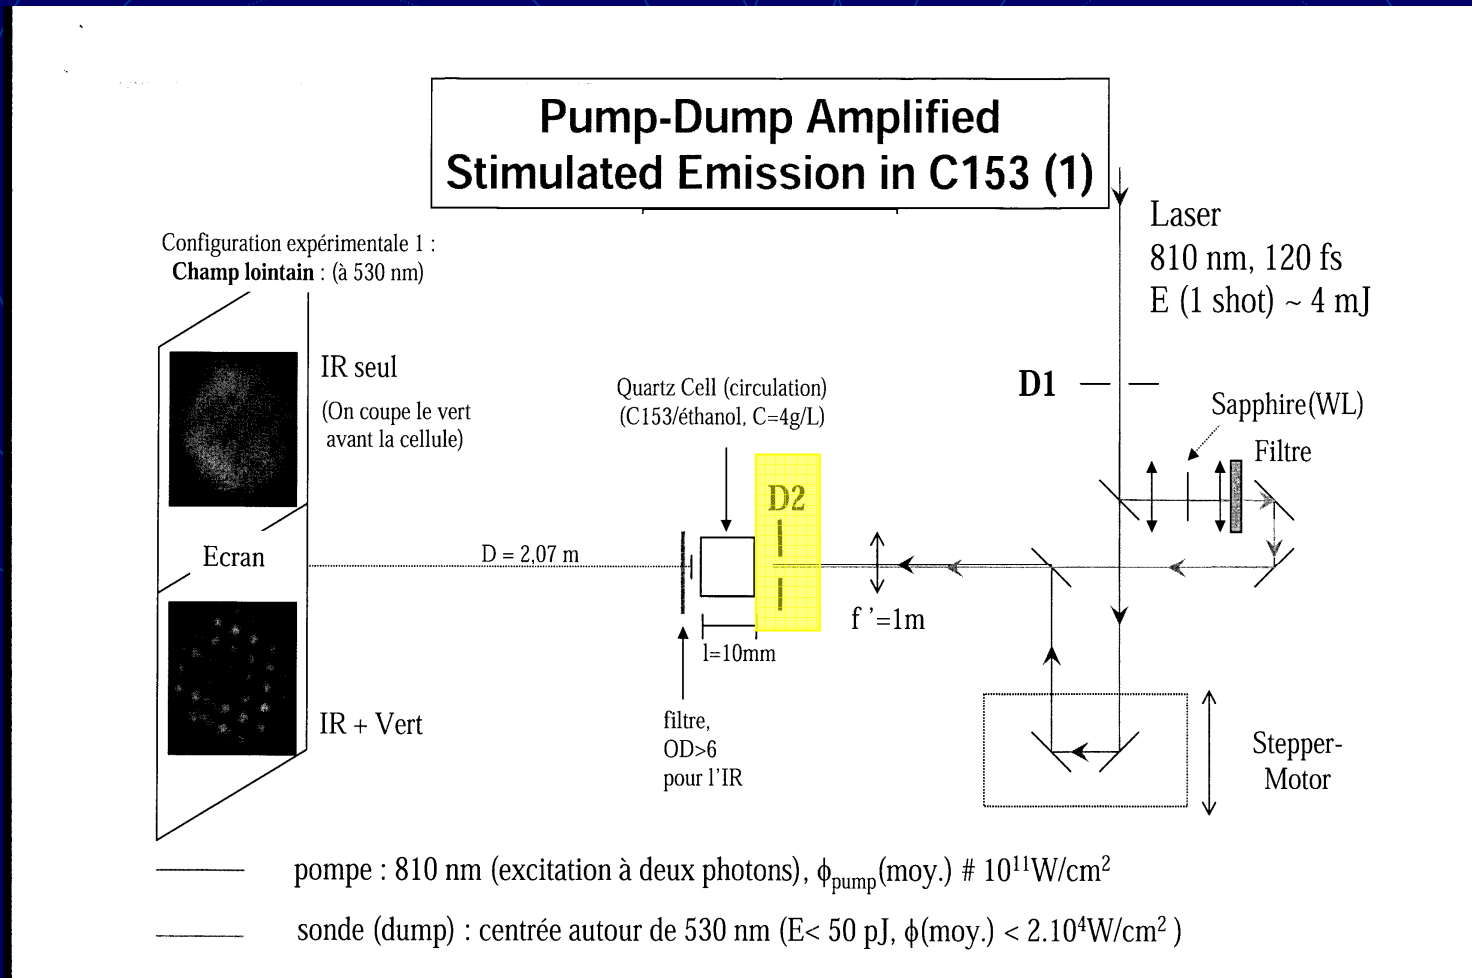 Pump-Dump Amplified
Stimulated Emission in C153 (1)
Laser
810 nm, 120 fs
E (1 shot) ~ 4 mJ
Configuration expérimentale 1 :
Champ lointain : (à 530 nm)
IR seul
(On coupe le vert
avant la cellule)
Quartz Cell (circulation)
(C153/éthanol, C=4g/L)
D1
Sapphire(WL)
Filtre
D2
Ecran
D = 2,07 m
f ’=1m
l=10mm
filtre,
OD>6
pour l’IR
IR + Vert
Stepper-
Motor
pompe : 810 nm (excitation à deux photons), ϕpump(moy.) # 10¹¹W/cm²
sonde (dump) : centrée autour de 530 nm (E< 50 pJ, ϕ(moy.) < 2.10⁴W/cm² )